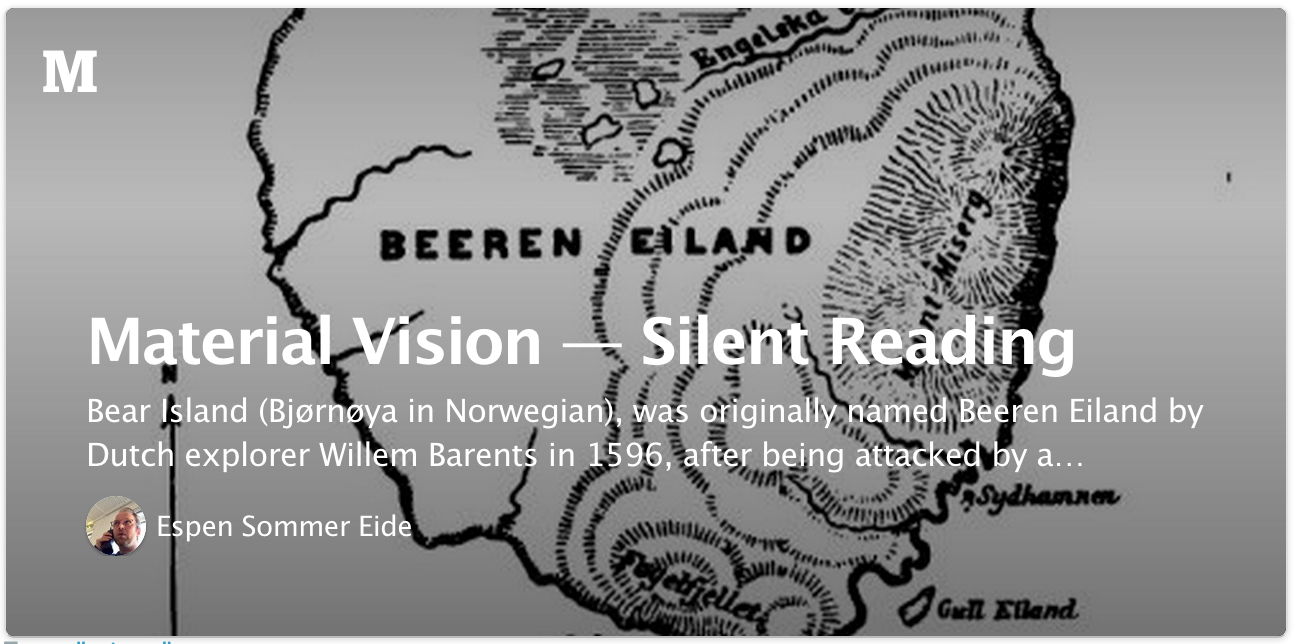 M
Engelska
BEEREN EILAND
Misery
Material Vision — Silent Reading
N
Bear Island (Bjørnøya in Norwegian), was originally named Beeren Eiland by
Dutch explorer Willem Barents in 1596, after being attacked by a…
Sydhamnen
Espen Sommer Eide
Fuglefjellet
Gull Eiland